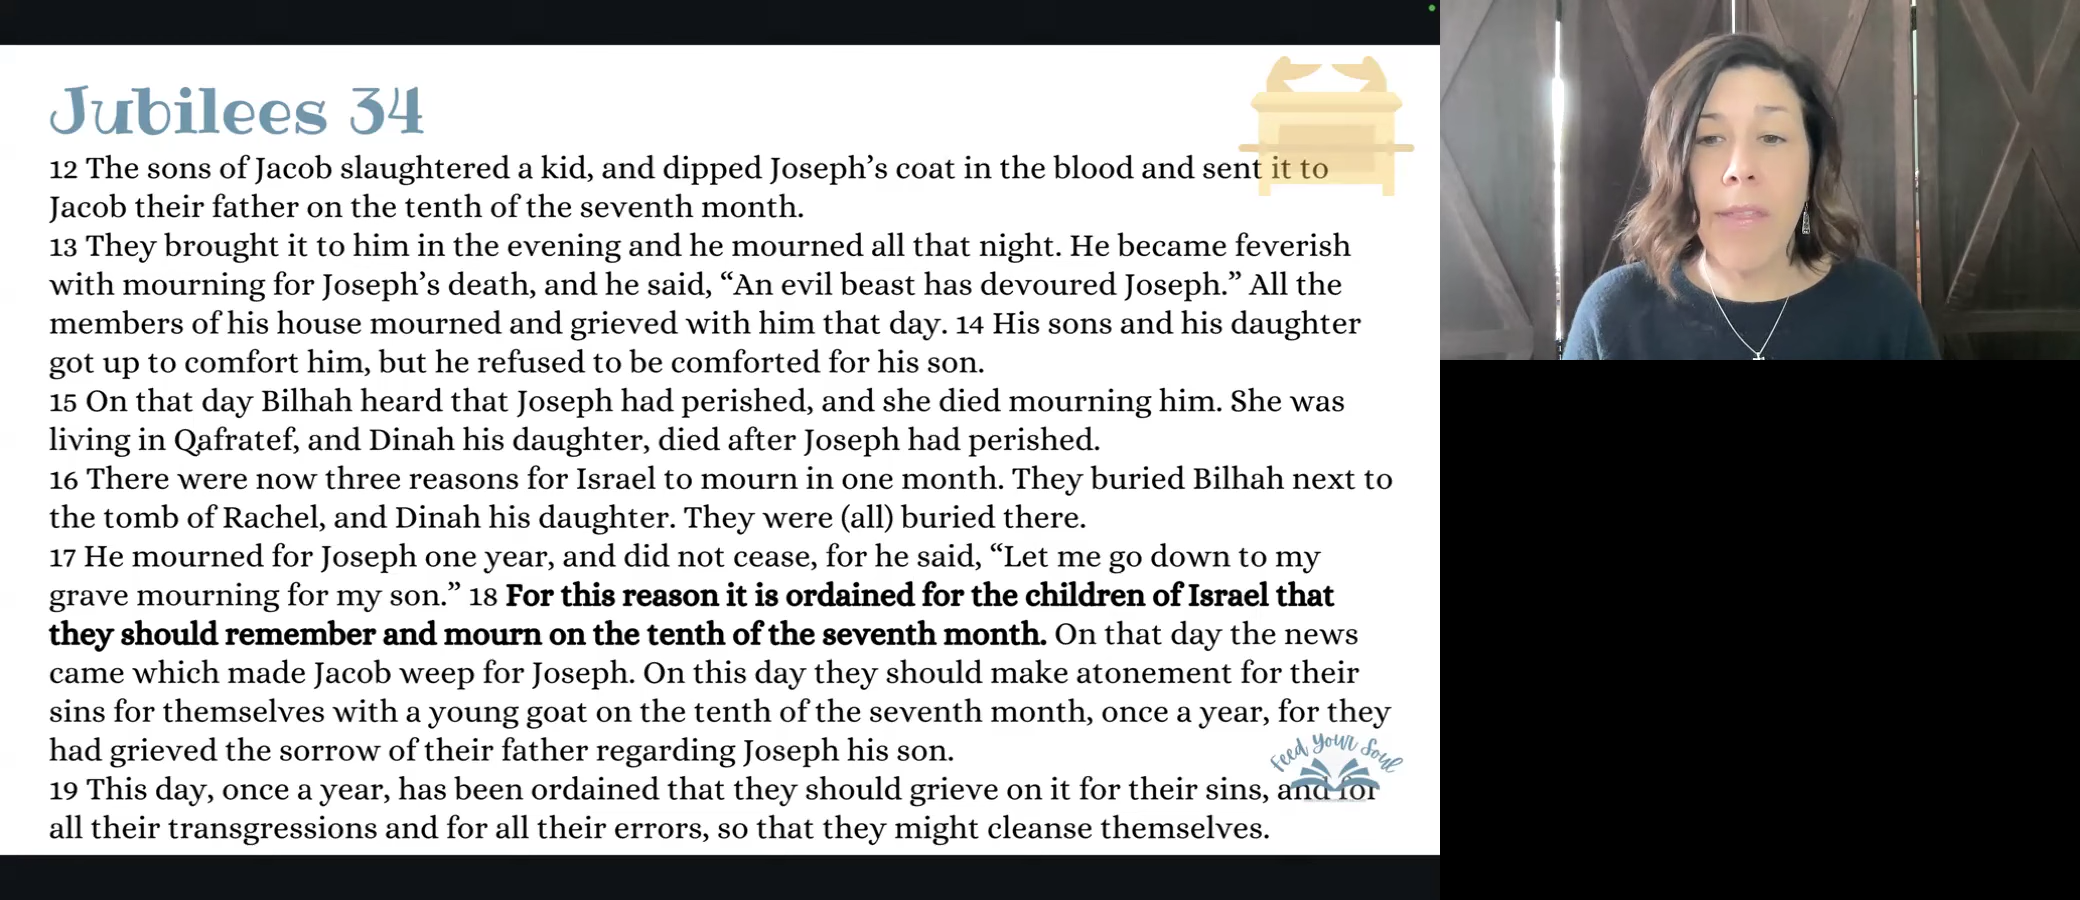 Jubilees 34
12 The sons of Jacob slaughtered a kid, and dipped Joseph’s coat in the blood and sent it to
Jacob their father on the tenth of the seventh month.
13 They brought it to him in the evening and he mourned all that night. He became feverish
with mourning for Joseph’s death, and he said, “An evil beast has devoured Joseph.” All the
members of his house mourned and grieved with him that day. 14 His sons and his daughter
got up to comfort him, but he refused to be comforted for his son.
15 On that day Bilhah heard that Joseph had perished, and she died mourning him. She was
living in Qafratef, and Dinah his daughter, died after Joseph had perished.
16 There were now three reasons for Israel to mourn in one month. They buried Bilhah next to
the tomb of Rachel, and Dinah his daughter. They were (all) buried there.
17 He mourned for Joseph one year, and did not cease, for he said, “Let me go down to my
grave mourning for my son.” 18 For this reason it is ordained for the children of Israel that
they should remember and mourn on the tenth of the seventh month. On that day the news
came which made Jacob weep for Joseph. On this day they should make atonement for their
sins for themselves with a young goat on the tenth of the seventh month, once a year, for they
had grieved the sorrow of their father regarding Joseph his son.
Feed Your Soul
19 This day, once a year, has been ordained that they should grieve on it for their sins, and for
all their transgressions and for all their errors, so that they might cleanse themselves.